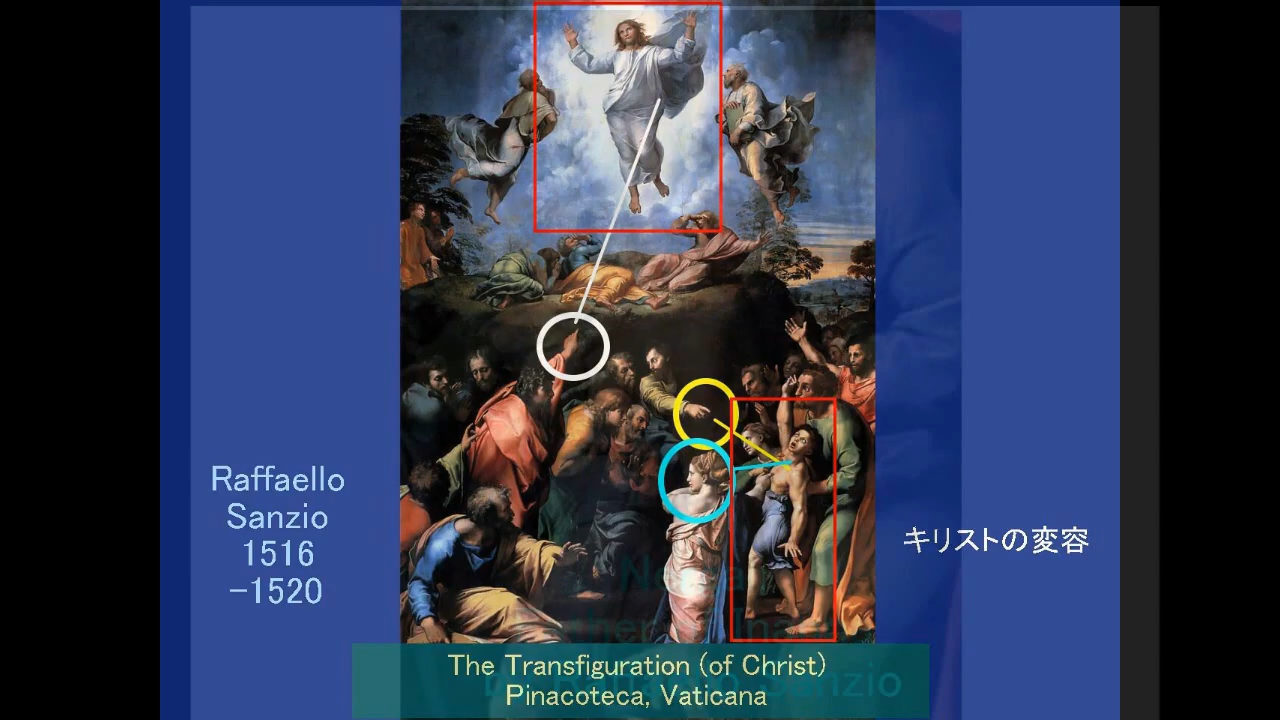 Raffaello
Sanzio
1516
-1520
キリストの変容
The Transfiguration (of Christ)
Pinacoteca, Vaticana